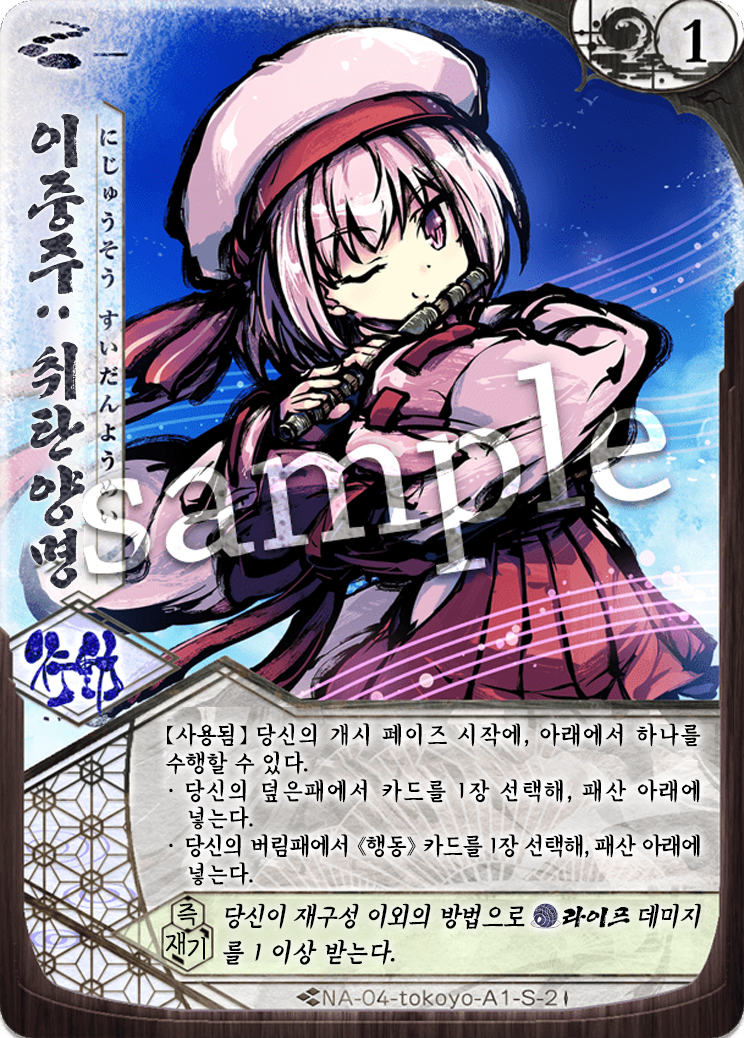 1
이중주: 취탄양명
にじゅうそう すいだんようめい
sample
行動
【사용됨】 당신의 개시 페이즈 시작에, 아래에서 하나를
수행할 수 있다.
· 당신의 덮은패에서 카드를 1장 선택해, 패산 아래에
넣는다.
· 당신의 버림패에서 《행동》 카드를 1장 선택해, 패산 아래에
넣는다.
즉
재기
당신이 재구성 이외의 방법으로 라이프 데미지
를 1 이상 받는다.
NA-04-tokoyo-A1-S-2